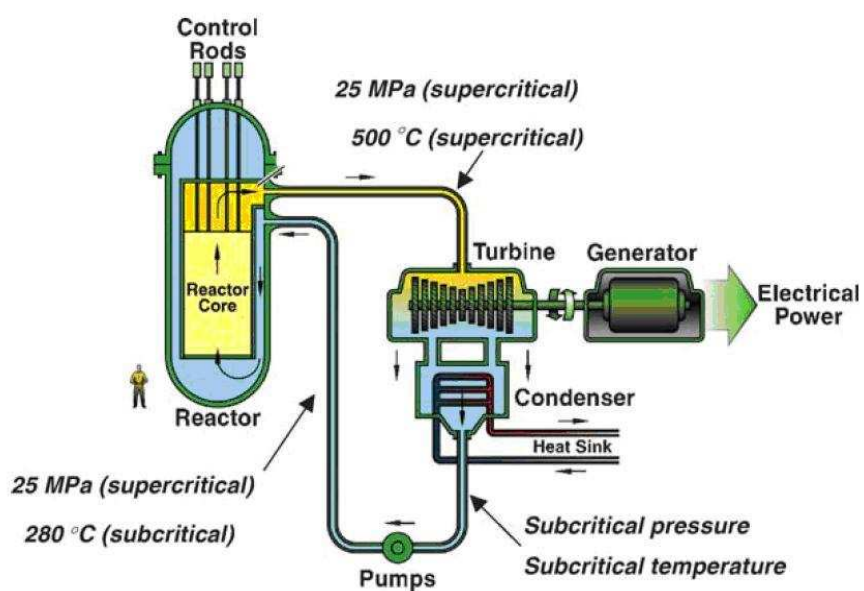 Control
Rods
25 MPa (supercritical)
500 °C (supercritical)
Turbine
Generator
Electrical
Power
Reactor
Core
Condenser
Reactor
Heat Sink
25 MPa (supercritical)
280 °C (subcritical)
Subcritical pressure
Subcritical temperature
Pumps